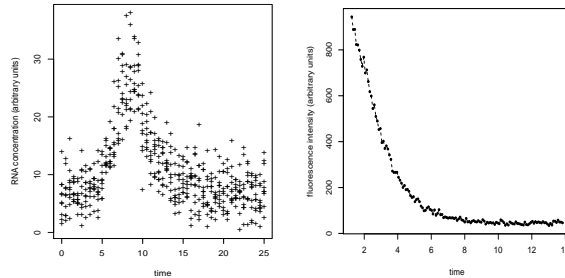 RNA concentration (arbitrary units)
0 10 20 30
0 5 10 15 20 25
time
fluorescence intensity (arbitrary units)
0 200 400 600 800
2 4 6 8 10 12 14
time